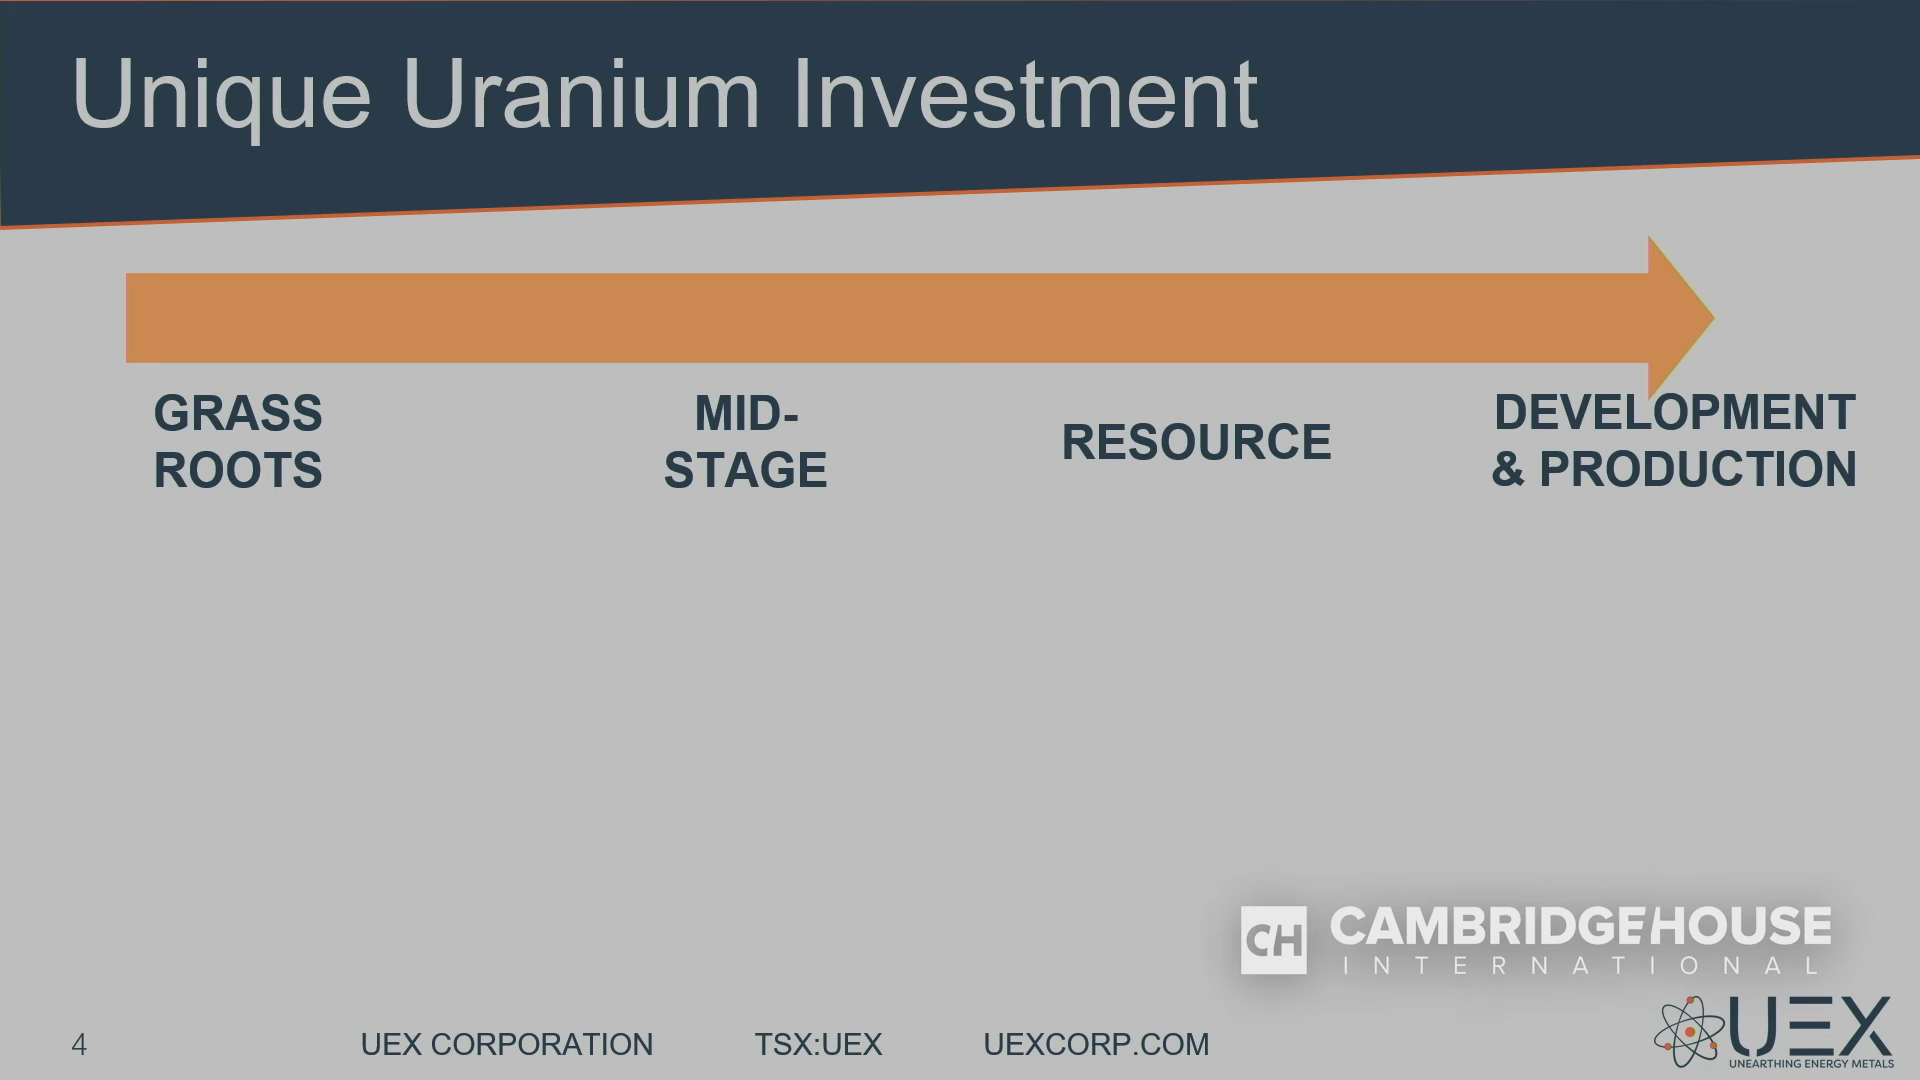 Unique Uranium Investment
GRASS
ROOTS
MID-
STAGE
RESOURCE
DEVELOPMENT
& PRODUCTION
CH CAMBRIDGEHOUSE
INTERNATIONAL
4 UEX CORPORATION TSX:UEX UEXCORP.COM
UEX
UNEARTHING ENERGY METALS